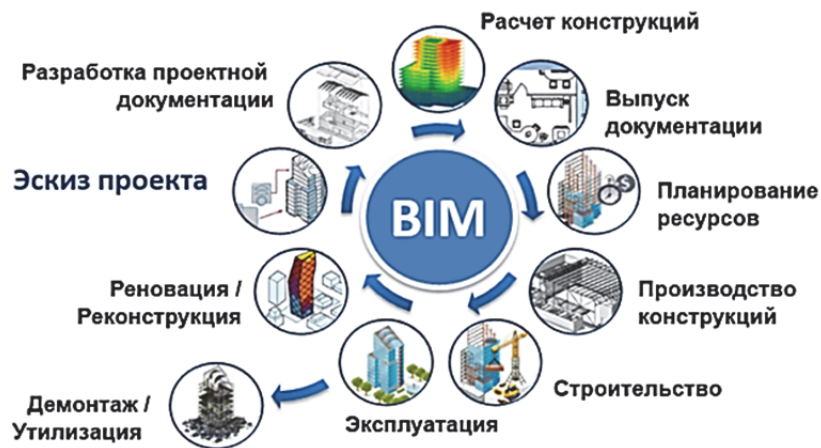 Расчет конструкций
Разработка проектной
документации
Выпуск
документации
Эскиз проекта
BIM
Планирование
ресурсов
Реновация /
Реконструкция
Производство
конструкций
Строительство
Эксплуатация
Демонтаж /
Утилизация